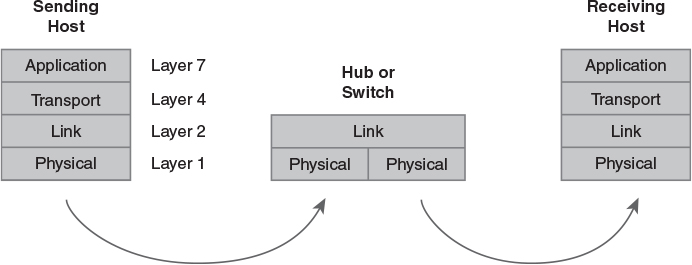 Sending
Host
Receiving
Host
Application
Layer 7
Hub or
Switch
Application
Transport
Layer 4
Transport
Link
Layer 2
Link
Link
Physical
Layer 1
Physical
Physical
Physical